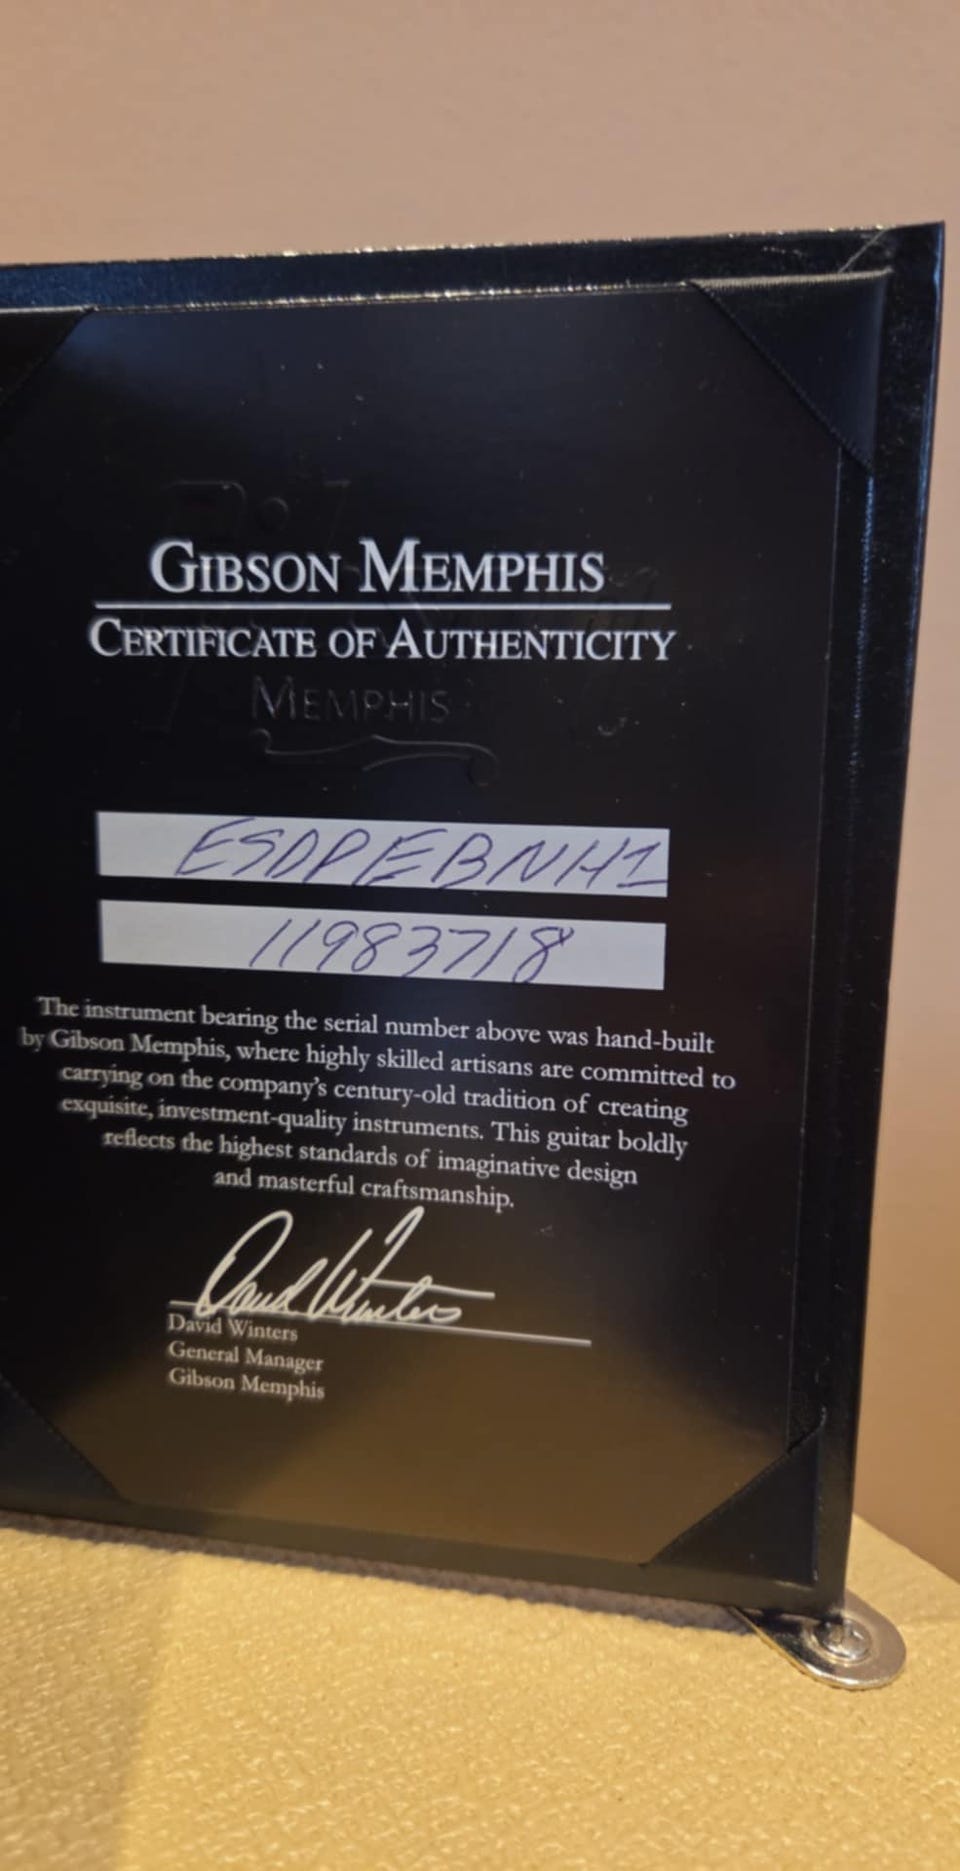 GIBSON MEMPHIS
CERTIFICATE OF AUTHENTICITY
MEMPHIS
ESDPEBNH1
11983718
The instrument bearing the serial number above was hand-built
by Gibson Memphis, where highly skilled artisans are committed to
carrying on the company's century-old tradition of creating
exquisite, investment-quality instruments. This guitar boldly
reflects the highest standards of imaginative design
and masterful craftsmanship.
David Winters
David Winters
General Manager
Gibson Memphis